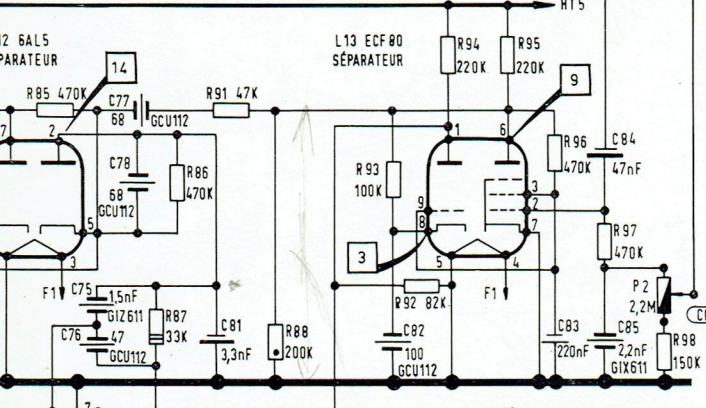 HT5
12 6AL5
PARATEUR
L13 ECF80
SÉPARATEUR
R94
220K
R95
220K
14
9
R85 470K
C77
68
GCU112
R91 47K
7
2
1
6
C78
68
GCU112
R86
470K
R93
100K
R96
470K
C84
47nF
3
2
9
8
7
5
R97
470K
3
3
5
4
F1
F1
C75
1,5nF
GIZ611
R87
33K
R92 82K
P2
2,2M
C76
47
GCU112
C81
3,3nF
R88
200K
C82
100
GCU112
C83
220nF
C85
2,2nF
GIX611
R98
150K